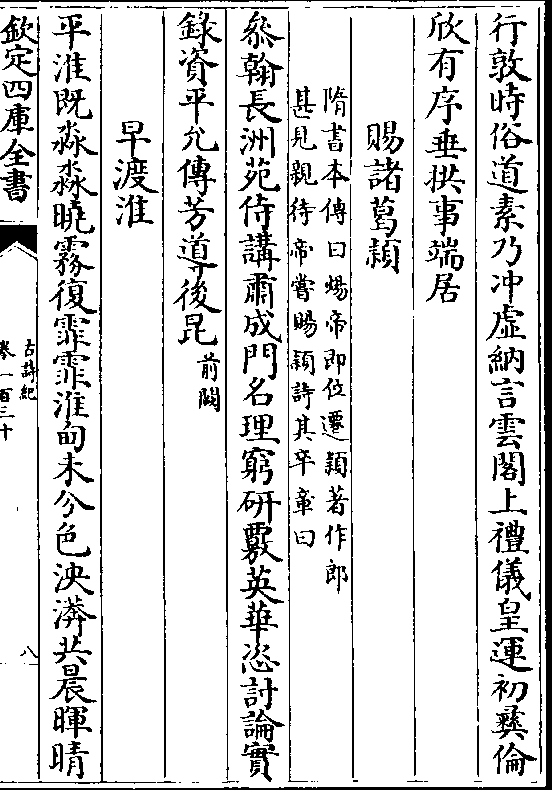 行敦時俗道素乃冲虛納言雲閣上禮儀皇運初彞倫
欣有序垂拱事端居
賜諸葛潁
隋書本傳曰煬帝即位遷潁著作郎
甚見親待帝嘗賜潁詩其卒章曰
叅翰長洲苑侍講肅成門名理窮研覈英華恣討論實
錄資平允傳芳導後昆
前闕
早渡淮
平淮既淼淼曉霧復霏霏淮甸未分色泱漭共晨暉晴
欽定四庫全書
古詩紀
卷一百三十
八